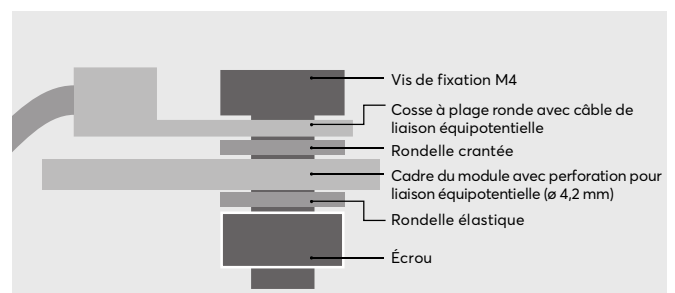 Vis de fixation M4
Cosse à plage ronde avec câble de
liaison équipotentielle
Rondelle crantée
Cadre du module avec perforation pour
liaison équipotentielle (ø 4,2 mm)
Rondelle élastique
Écrou